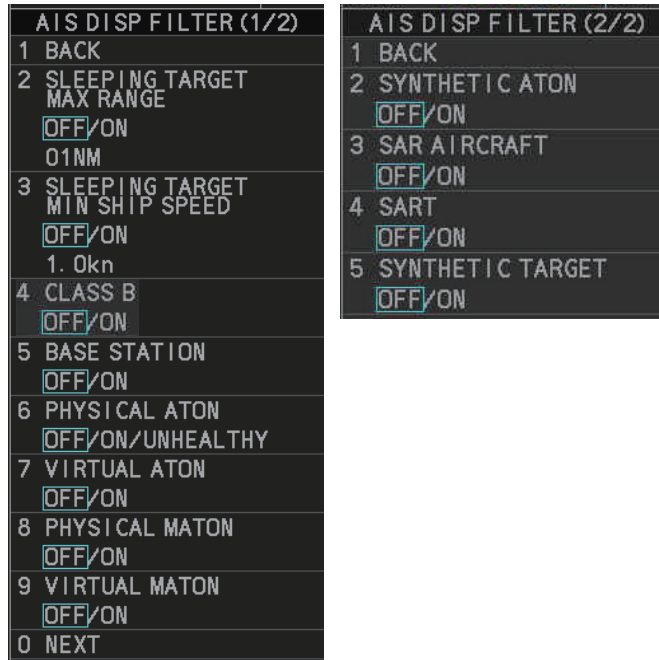 AIS DISP FILTER (1/2)
1 BACK
2 SLEEPING TARGET
MAX RANGE
OFF/ON
01NM
3 SLEEPING TARGET
MIN SHIP SPEED
OFF/ON
1. 0kn
4 CLASS B
OFF/ON
5 BASE STATION
OFF/ON
6 PHYSICAL ATON
OFF/ON/UNHEALTHY
7 VIRTUAL ATON
OFF/ON
8 PHYSICAL MATON
OFF/ON
9 VIRTUAL MATON
OFF/ON
0 NEXT
AIS DISP FILTER (2/2)
1 BACK
2 SYNTHETIC ATON
OFF/ON
3 SAR AIRCRAFT
OFF/ON
4 SART
OFF/ON
5 SYNTHETIC TARGET
OFF/ON